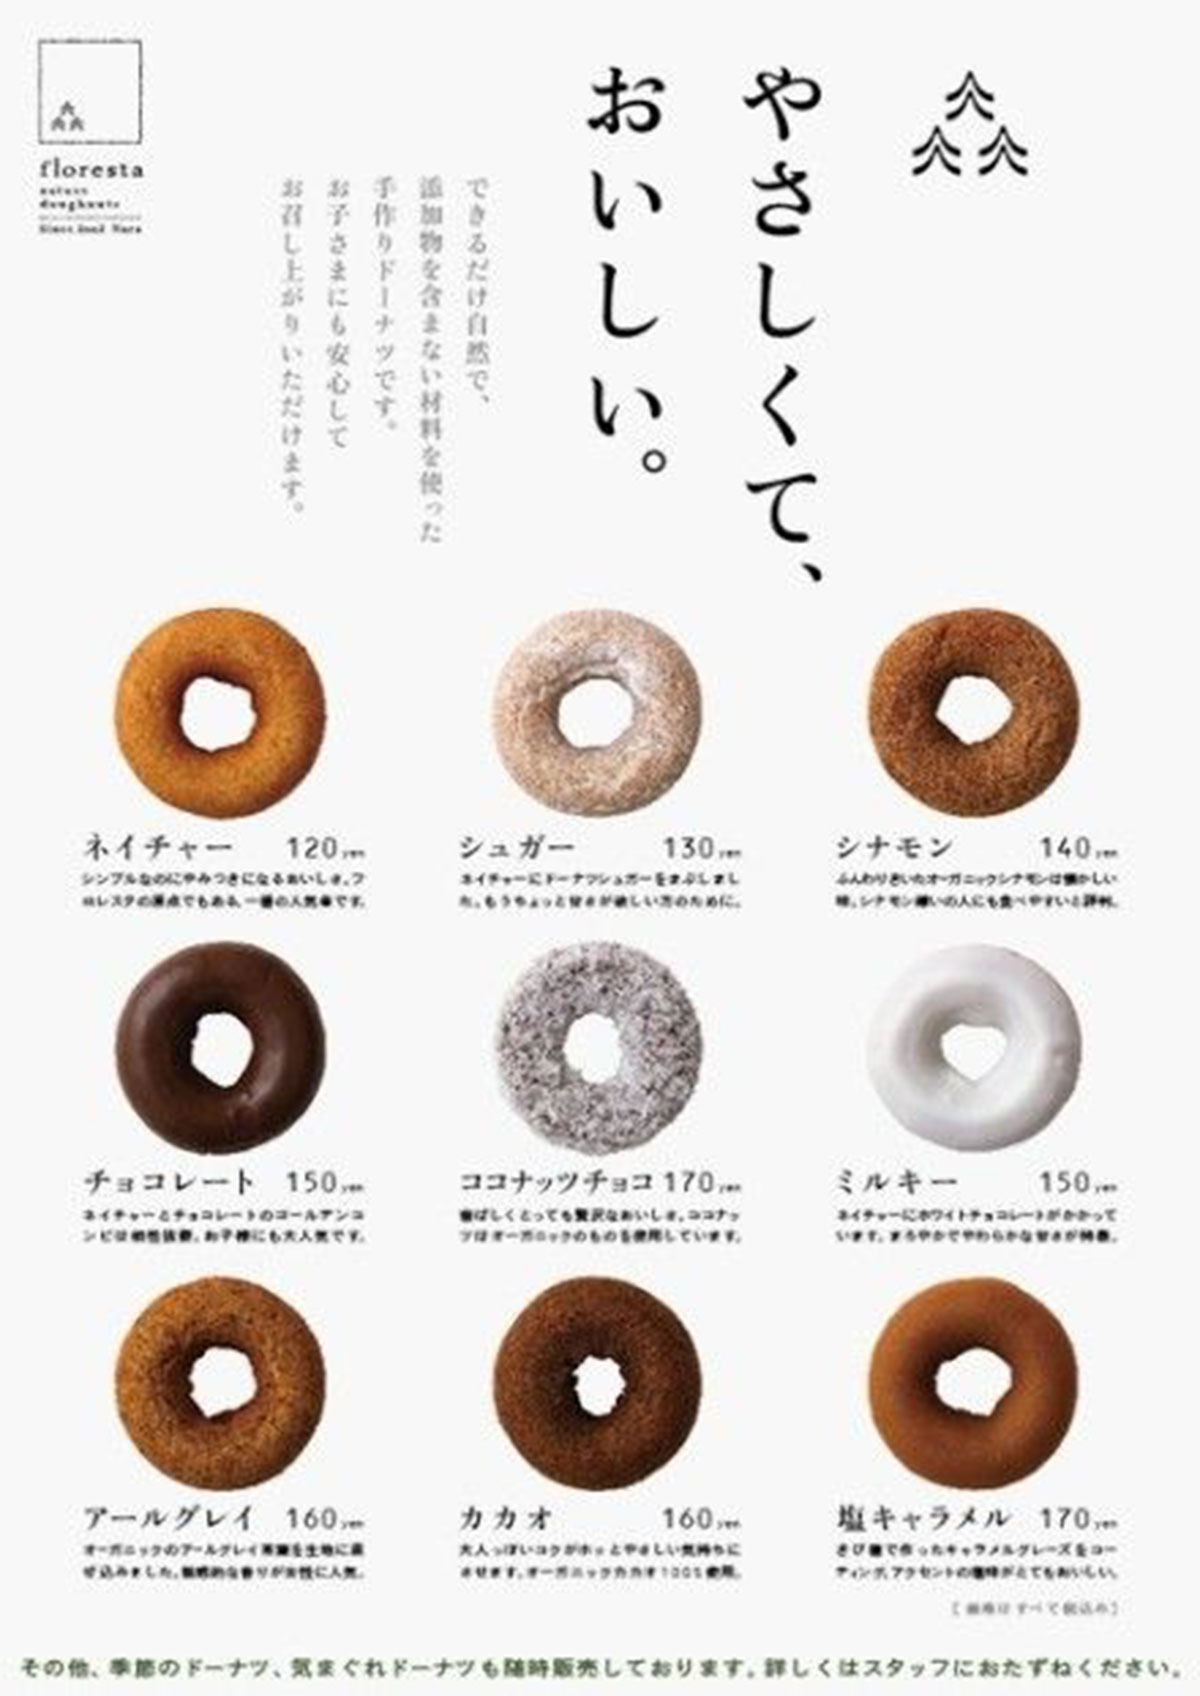 floresta
nature
doughnuts
Since 2002 Nara
やさしくて、
おいしい。
できるだけ自然で、
添加物を含まない材料を使った
手作りドーナツです。
お子さまにも安心して
お召し上がりいただけます。
ネイチャー 120yen
シンプルなのにやみつきになるおいしさ。フ
ロレスタの原点でもある、一番の人気者です。
シュガー 130yen
ネイチャーにドーナツシュガーをまぶしまし
た。もうちょっと甘さが欲しい方のために。
シナモン 140yen
ふんわりきいたオーガニックシナモンは懐かしい
味。シナモン嫌いの人にも食べやすいと評判。
チョコレート 150yen
ネイチャーとチョコレートのゴールデンコ
ンビは相性抜群。お子様にも大人気です。
ココナッツチョコ 170yen
香ばしくとっても贅沢なおいしさ。ココナッ
ツはオーガニックのものを使用しています。
ミルキー 150yen
ネイチャーにホワイトチョコレートがかかって
います。まろやかでやわらかな甘さが特徴。
アールグレイ 160yen
オーガニックのアールグレイ茶葉を生地に混
ぜ込みました。魅惑的な香りが女性に人気。
カカオ 160yen
大人っぽいコクがホッとやさしい気持ちに
させます。オーガニックカカオ100%使用。
塩キャラメル 170yen
きび糖で作ったキャラメルグレーズをコー
ティング。アクセントの塩味がとてもおいしい。
[ 価格はすべて税込み ]
その他、季節のドーナツ、気まぐれドーナツも随時販売しております。詳しくはスタッフにおたずねください。